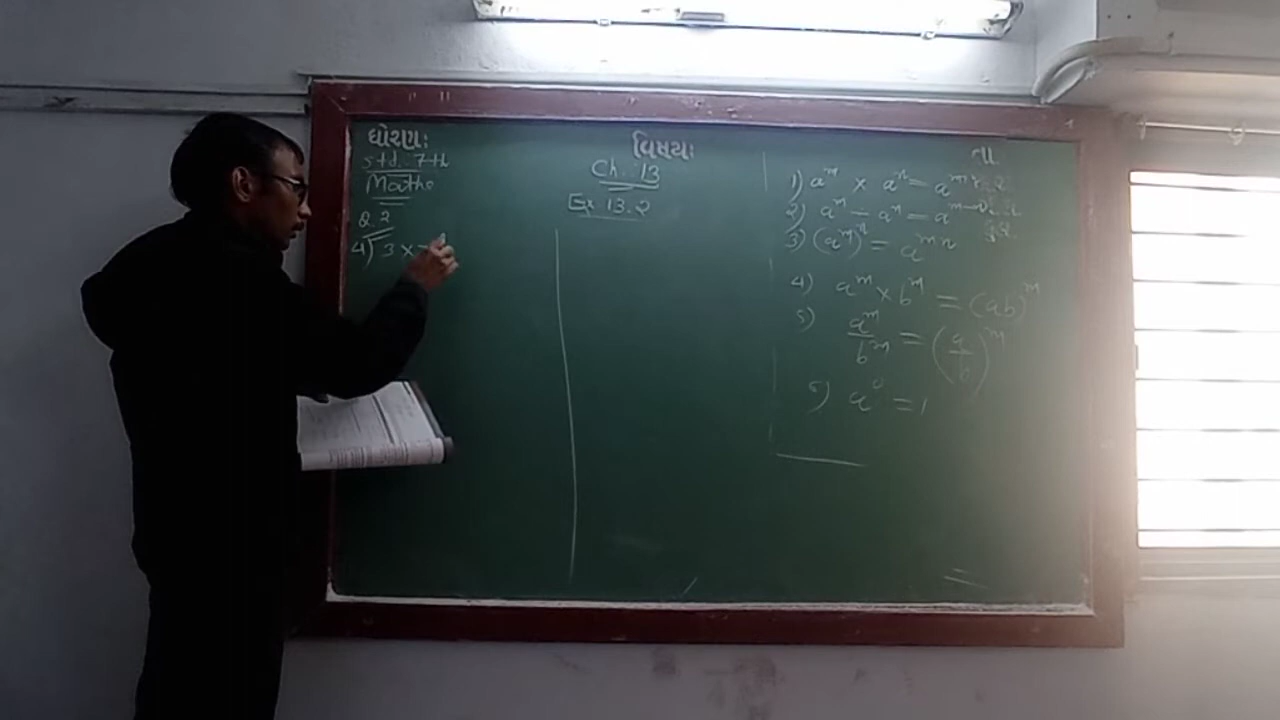 ધોરણ:
Std. 7th
Maths
Q.2
4) 3 ×
વિષય:
Ch. 13
Ex 13.2
તા.
1) aᵐ × aⁿ = aᵐ⁺
2) aᵐ ÷ aⁿ = aᵐ⁻
3) (aᵐ)ⁿ = aᵐⁿ
4) aᵐ × bᵐ = (ab)ᵐ
5) aᵐ/bᵐ = (a/b)ᵐ
a⁰ = 1